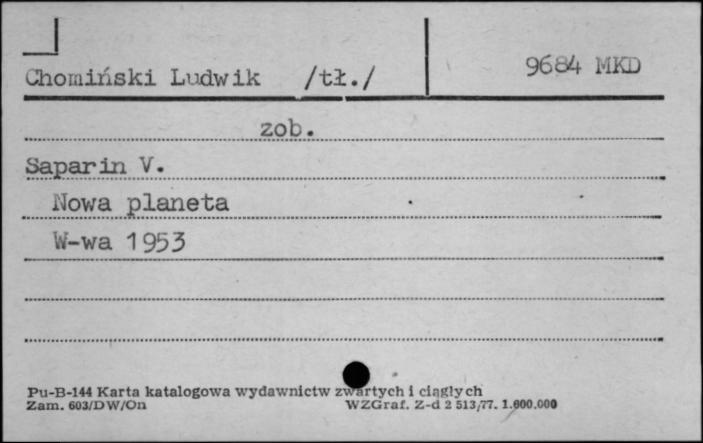 Chomiński Ludwik /tł./ 9684 MKD
zob.
Saparin V.
Nowa planeta
W-wa 1953
Pu-B-144 Karta katalogowa wydawnictw zwartych i ciągłych
Zam. 603/DW/On WZGraf. Z-d 2 513/77. 1.600.000